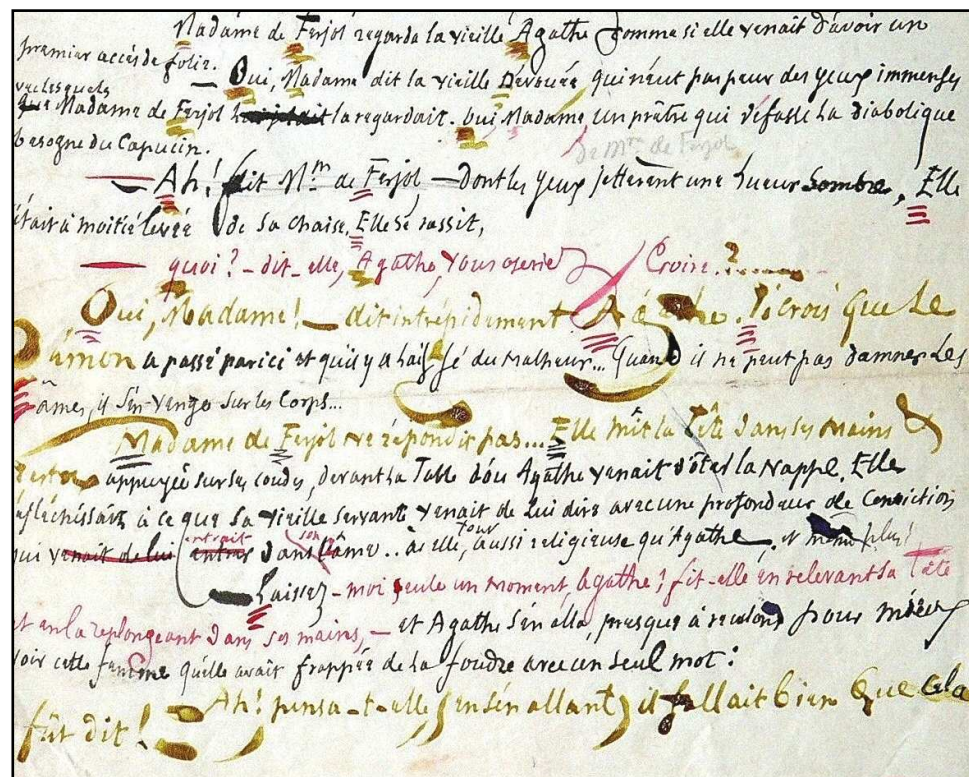 Madame de Ferjol regarda la vieille Agathe comme si elle venait d'avoir un
premier accès de folie.
— Oui, Madame dit la vieille Dévouée qui n'eut pas peur des yeux immenses
avec lesquels
que Madame de Ferjol la regardait. Oui Madame un prêtre qui défasse la diabolique
besogne du Capucin.
de Mme de Ferjol
— Ah! fit Mme de Ferjol — dont les yeux jettèrent une lueur sombre. Elle
était à moitié levée de sa chaise. Elle se rassit,
— quoi? — dit-elle, Agathe, vous oseriez croire?......
Oui, Madame! — dit intrépidement Agathe. J'e crois que Le
Démon a passé par ici et qu'il y a laissé du Malheur... Quand il ne peut pas damner Les
âmes, il s'en venge sur les Corps...
Madame de Ferjol ne répondit pas... Elle mît la Tête dans ses mains &
resta appuyée sur ses coudes, devant la Table d'où Agathe venait d'ôter la nappe. Elle
réfléchissait à ce que sa vieille servante venait de lui dire avec une profondeur de Conviction
entrait son tout
qui venait de lui entrer dans l'âme.. à elle, aussi religieuse qu'Agathe, et même plus!
— Laissez-moi seule un moment, Agathe! fit-elle en relevant sa Tête
et en la replongeant dans ses mains, — et Agathe s'en alla, presque à reculons pour mieux
voir cette femme qu'elle avait frappée de la foudre avec un seul mot:
Ah! pensa-t-elle (en s'en allant) il fallait bien que cela
fût dit!